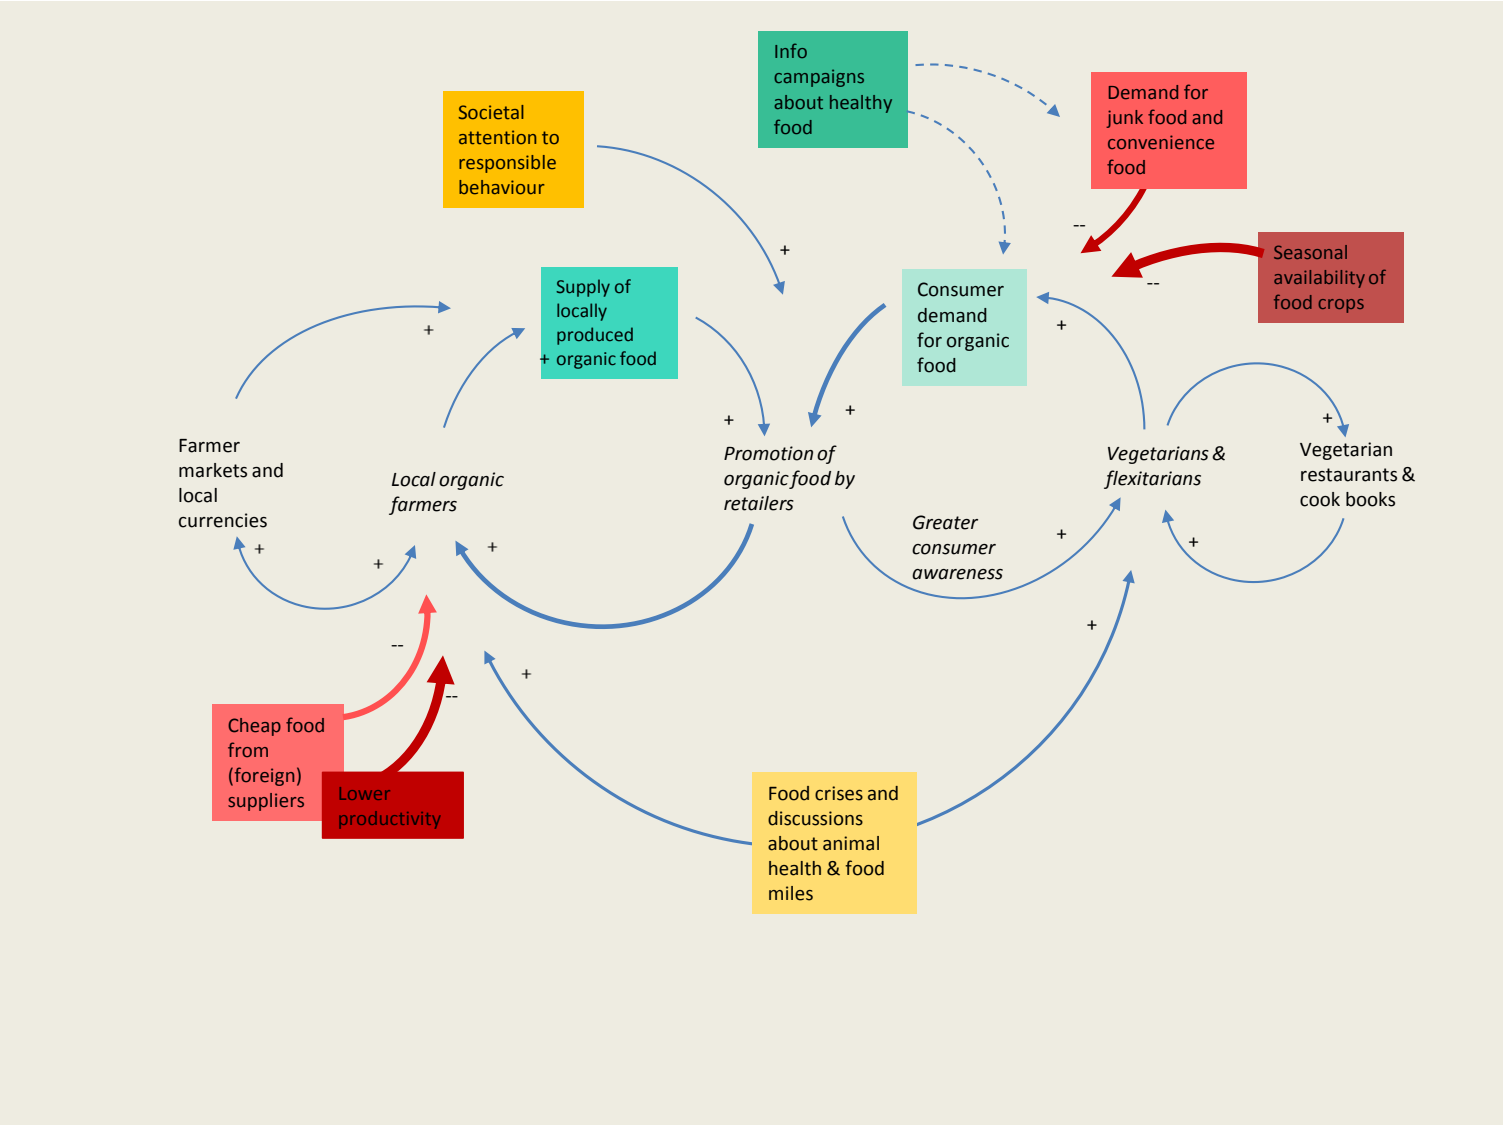 Info
campaigns
about healthy
food
Demand for
junk food and
convenience
food
Societal
attention to
responsible
behaviour
--
+
Seasonal
availability of
food crops
--
Supply of
locally
produced
+ organic food
Consumer
demand
for organic
food
+
+
+
+
+
Farmer
markets and
local
currencies
Local organic
farmers
Promotion of
organic food by
retailers
Vegetarians &
flexitarians
Vegetarian
restaurants &
cook books
Greater
consumer
awareness
+
+
+
+
+
+
--
+
--
Cheap food
from
(foreign)
suppliers
Lower
productivity
Food crises and
discussions
about animal
health & food
miles